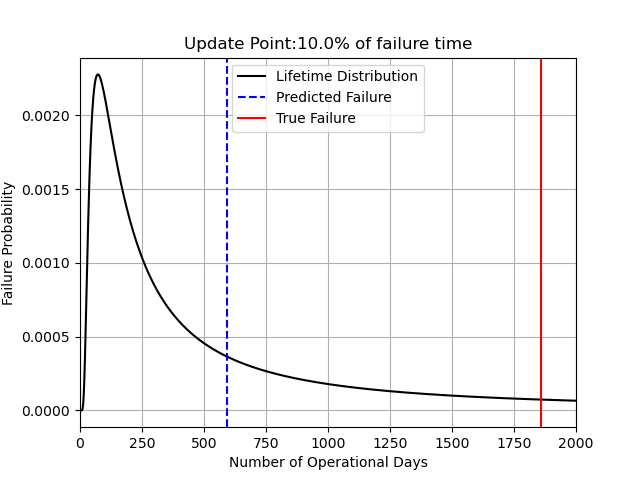 Update Point:10.0% of failure time
Lifetime Distribution
Predicted Failure
True Failure
Failure Probability
0.0020
0.0015
0.0010
0.0005
0.0000
0 250 500 750 1000 1250 1500 1750 2000
Number of Operational Days